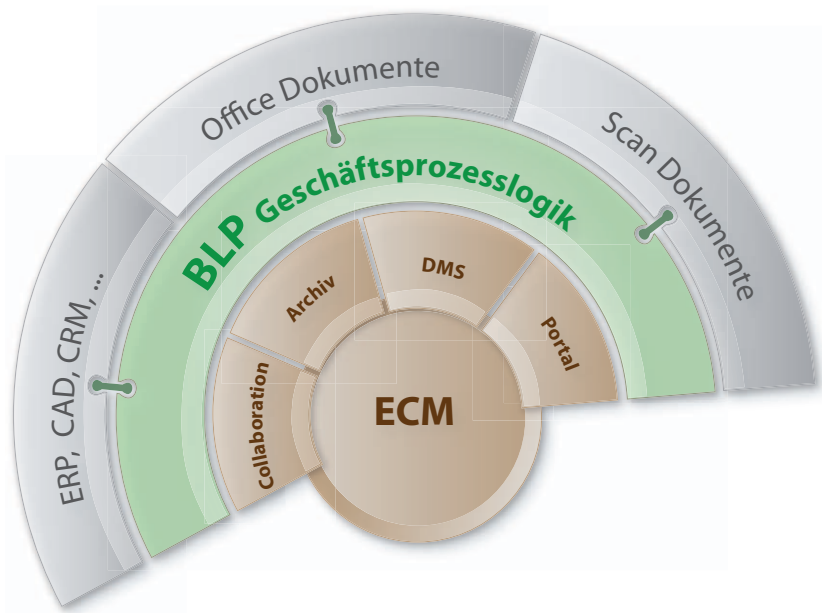 Office Dokumente
Scan Dokumente
ERP, CAD, CRM, ...
BLP Geschäftsprozesslogik
Collaboration
Archiv
DMS
Portal
ECM